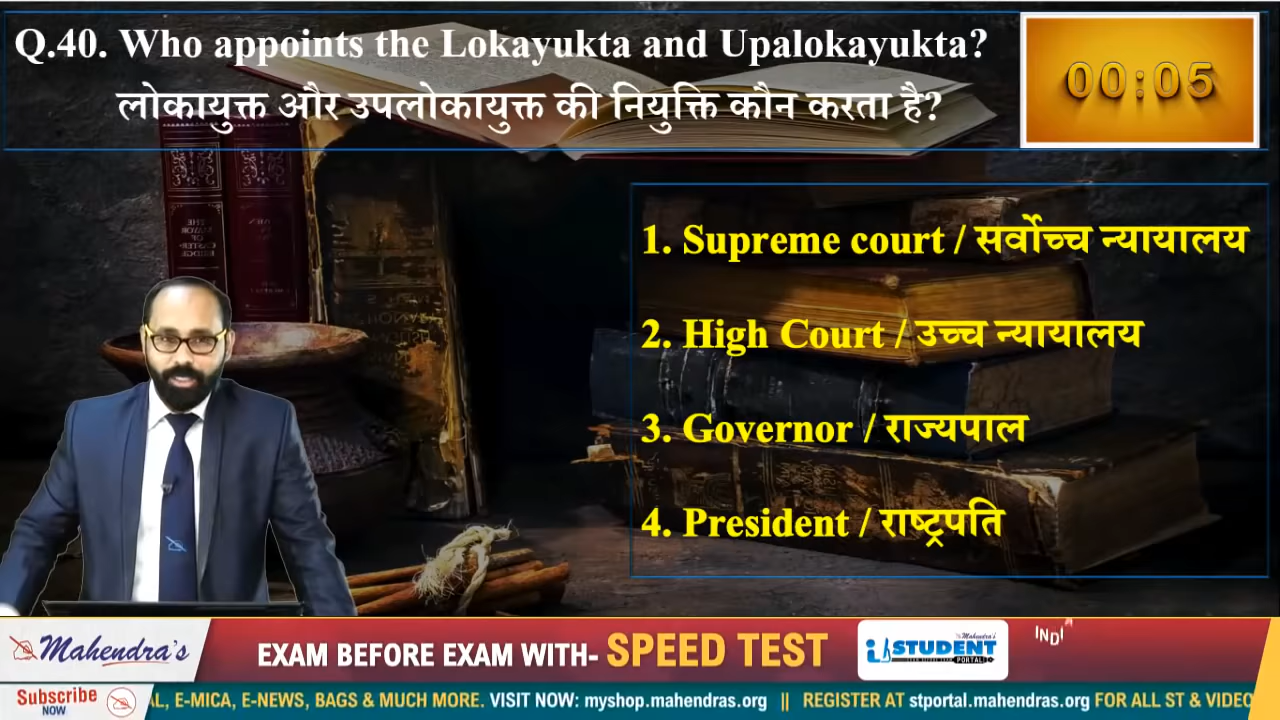 Q.40. Who appoints the Lokayukta and Upalokayukta?
लोकायुक्त और उपलोकायुक्त की नियुक्ति कौन करता है?
00:05
1. Supreme court / सर्वोच्च न्यायालय
2. High Court / उच्च न्यायालय
3. Governor / राज्यपाल
4. President / राष्ट्रपति
Mahendra's
EXAM BEFORE EXAM WITH- SPEED TEST
The Mahendra's
STUDENT
PORTAL
INDI
Subscribe
NOW
AL, E-MICA, E-NEWS, BAGS & MUCH MORE. VISIT NOW: myshop.mahendras.org || REGISTER AT stportal.mahendras.org FOR ALL ST & VIDEO